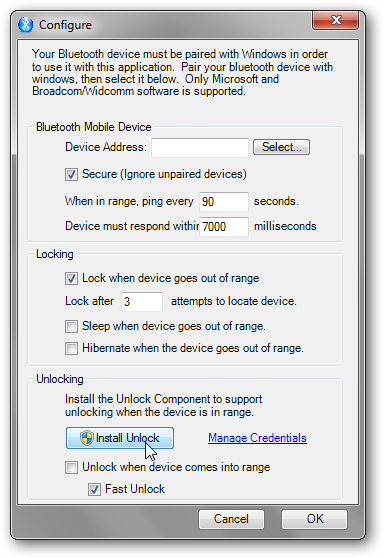 Configure
Your Bluetooth device must be paired with Windows in order
to use it with this application. Pair your bluetooth device with
windows, then select it below. Only Microsoft and
Broadcom/Widcomm software is supported.
Bluetooth Mobile Device
Device Address: Select...
Secure (Ignore unpaired devices)
When in range, ping every 90 seconds.
Device must respond within 7000 milliseconds
Locking
Lock when device goes out of range
Lock after 3 attempts to locate device.
Sleep when device goes out of range.
Hibernate when the device goes out of range.
Unlocking
Install the Unlock Component to support
unlocking when the device is in range.
Install Unlock Manage Credentials
Unlock when device comes into range
Fast Unlock
Cancel OK